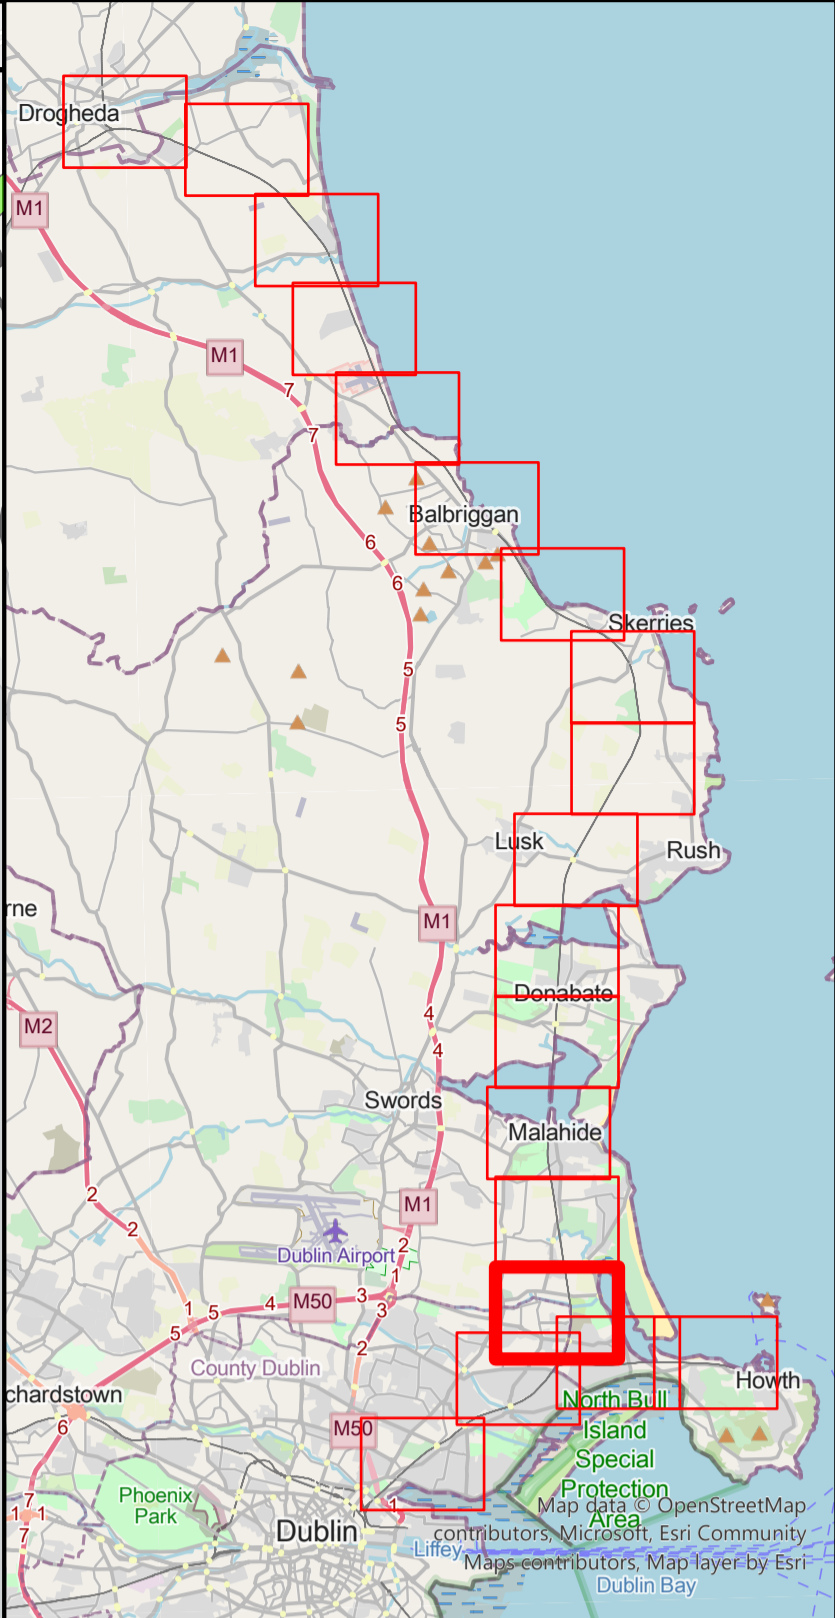 Drogheda
M1
M1
7
7
Balbriggan
6
6
Skerries
5
5
Lusk
Rush
rne
M1
Donabate
M2
4
4
Swords
Malahide
2
M1
2
Dublin Airport
2
1
M50
3
4
3
1
5
5
2
County Dublin
chardstown
Howth
North Bull
Island
Special
Protection
Area
M50
6
Phoenix
Park
7
1
1
7
1
Dublin
Liffey
Map data © OpenStreetMap
contributors, Microsoft, Esri Community
Maps contributors, Map layer by Esri
Dublin Bay